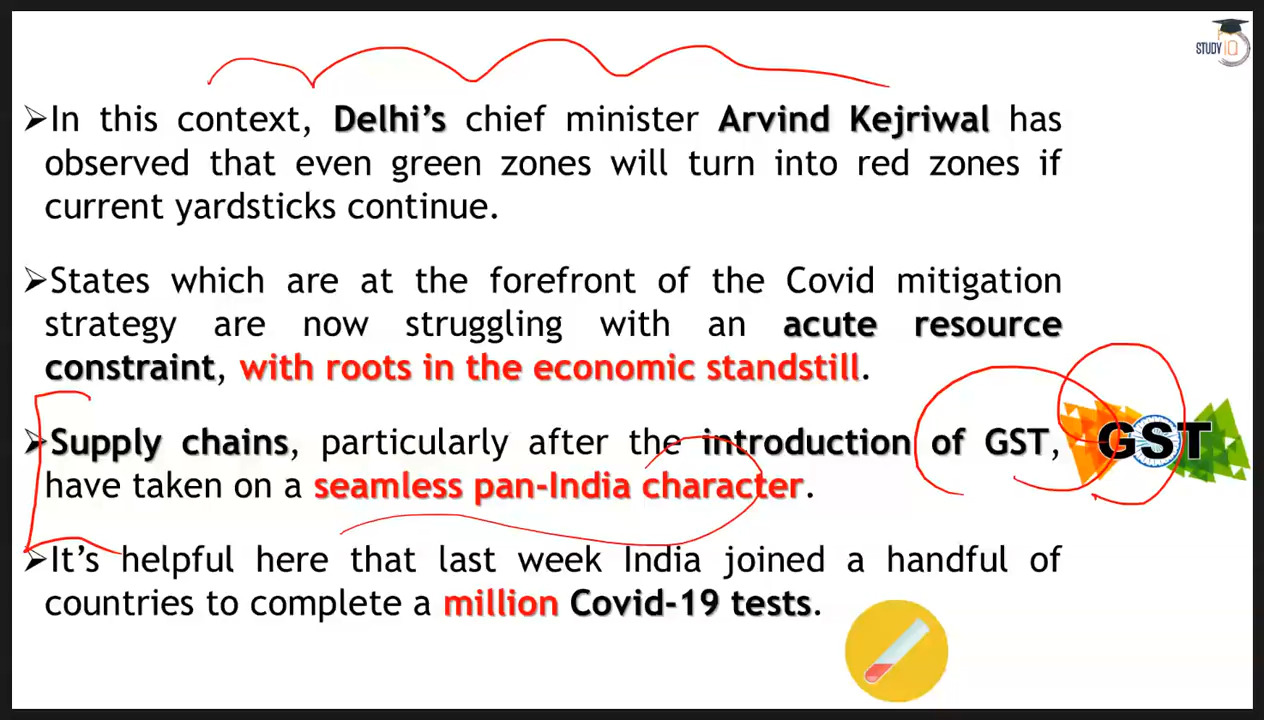 STUDY IQ
➢In this context, Delhi’s chief minister Arvind Kejriwal has
observed that even green zones will turn into red zones if
current yardsticks continue.
➢States which are at the forefront of the Covid mitigation
strategy are now struggling with an acute resource
constraint, with roots in the economic standstill.
➢Supply chains, particularly after the introduction of GST,
have taken on a seamless pan-India character.
GST
➢It’s helpful here that last week India joined a handful of
countries to complete a million Covid-19 tests.